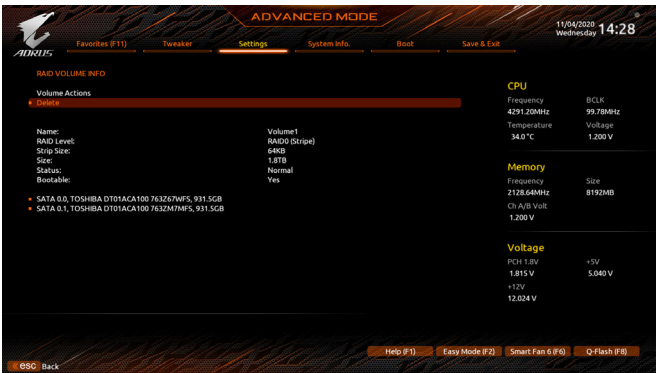 ADVANCED MODE
11/04/2020 Wednesday 14:28
AORUS
Favorites (F11) Tweaker Settings System Info. Boot Save & Exit
RAID VOLUME INFO
Volume Actions
Delete
Name: Volume1
RAID Level: RAID0 (Stripe)
Strip Size: 64KB
Size: 1.8TB
Status: Normal
Bootable: Yes
SATA 0.0, TOSHIBA DT01ACA100 763Z67WFS, 931.5GB
SATA 0.1, TOSHIBA DT01ACA100 763ZM7MFS, 931.5GB
CPU
Frequency BCLK
4291.20MHz 99.78MHz
Temperature Voltage
34.0 °C 1.200 V
Memory
Frequency Size
2128.64MHz 8192MB
Ch A/B Volt
1.200 V
Voltage
PCH 1.8V +5V
1.815 V 5.040 V
+12V
12.024 V
Help (F1) Easy Mode (F2) Smart Fan 6 (F6) Q-Flash (F8)
esc Back